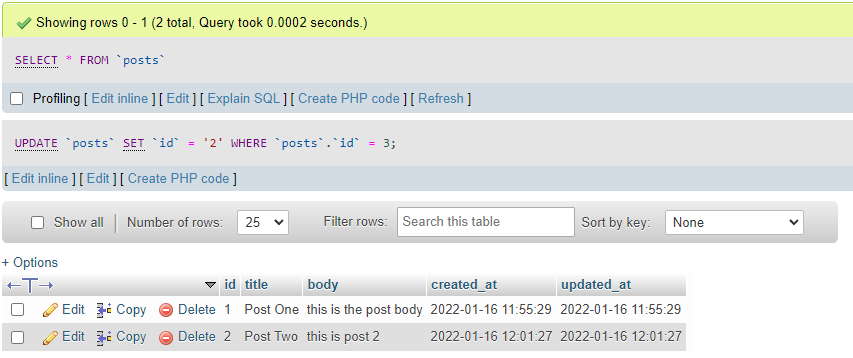 Showing rows 0 - 1 (2 total, Query took 0.0002 seconds.)
SELECT * FROM `posts`
Profiling [ Edit inline ] [ Edit ] [ Explain SQL ] [ Create PHP code ] [ Refresh ]
UPDATE `posts` SET `id` = '2' WHERE `posts`.`id` = 3;
[ Edit inline ] [ Edit ] [ Create PHP code ]
Show all Number of rows: 25 Filter rows: Search this table Sort by key: None
+ Options
id title body created_at updated_at
Edit Copy Delete 1 Post One this is the post body 2022-01-16 11:55:29 2022-01-16 11:55:29
Edit Copy Delete 2 Post Two this is post 2 2022-01-16 12:01:27 2022-01-16 12:01:27